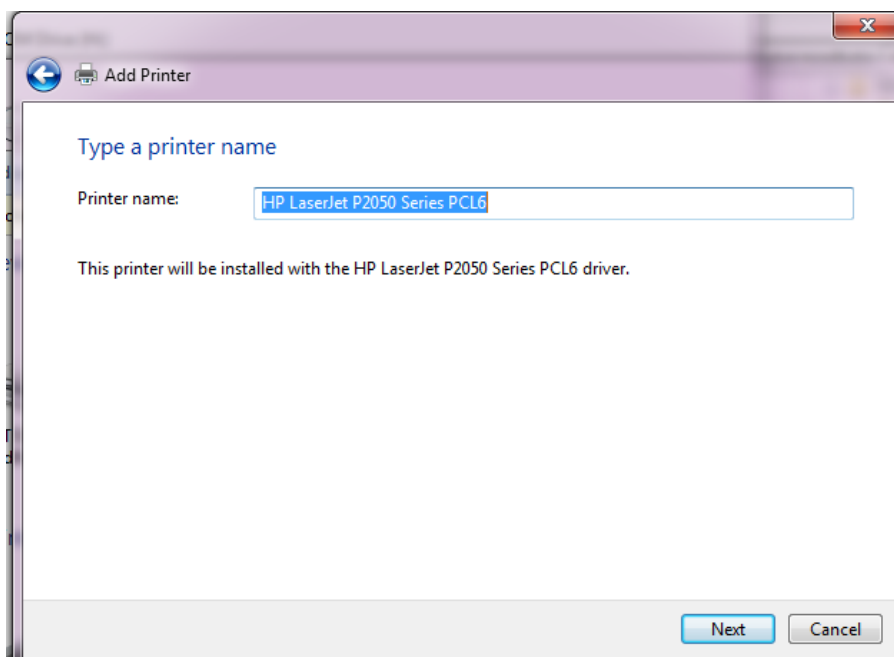 Add Printer
Type a printer name
Printer name: HP LaserJet P2050 Series PCL6
This printer will be installed with the HP LaserJet P2050 Series PCL6 driver.
Next Cancel